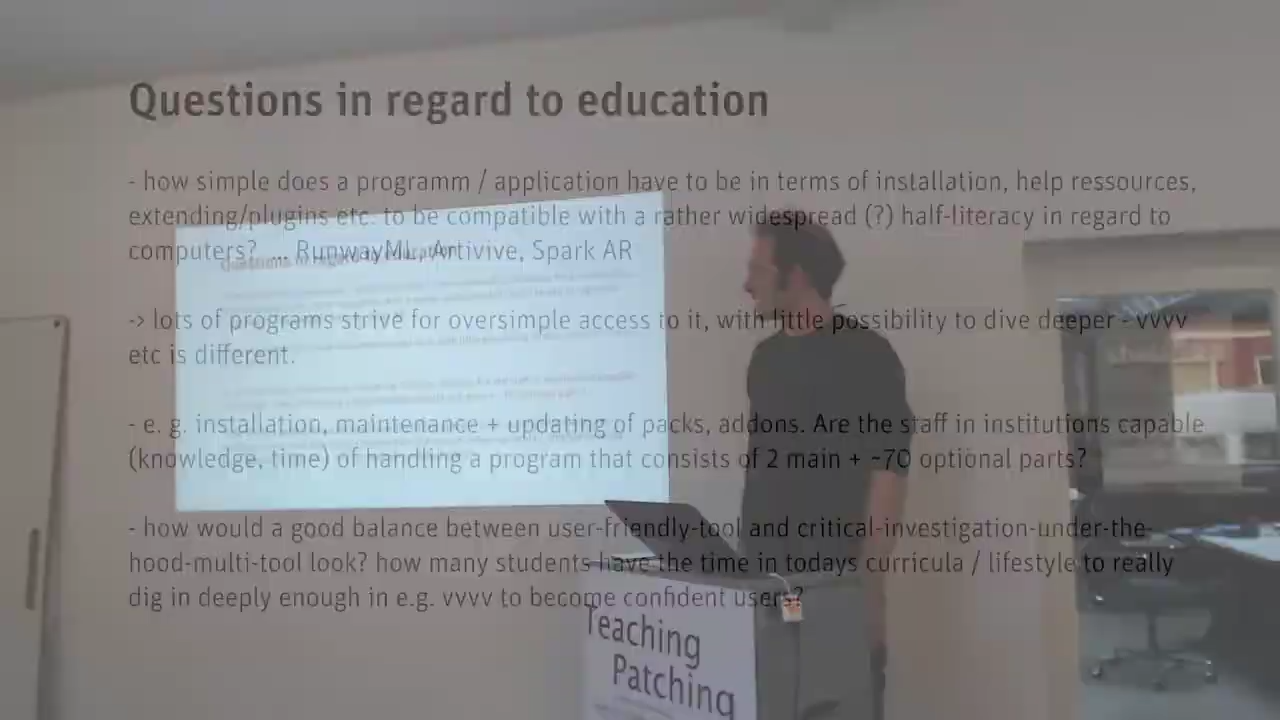 Questions in regard to education
- how simple does a programm / application have to be in terms of installation, help ressources,
extending/plugins etc. to be compatible with a rather widespread (?) half-literacy in regard to
computers? ... RunwayML, Artivive, Spark AR
-> lots of programs strive for oversimple access to it, with little possibility to dive deeper - vvvv
etc is different.
- e. g. installation, maintenance + updating of packs, addons. Are the staff in institutions capable
(knowledge, time) of handling a program that consists of 2 main + ~70 optional parts?
- how would a good balance between user-friendly-tool and critical-investigation-under-the-
hood-multi-tool look? how many students have the time in todays curricula / lifestyle to really
dig in deeply enough in e.g. vvvv to become confident users?
Questions in regard to education
Teaching
Patching